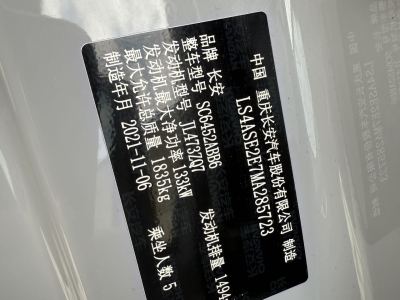 中国 重庆长安汽车股份有限公司 制造
LS4ASE2E7MA285723
品牌 长安
整车型号 SC6452ABB6
发动机型号 JL473ZQ7 发动机排量 1494
发动机最大净功率 133kW
最大允许总质量 1835kg
制造年月 2021-11-06 乘坐人数 5